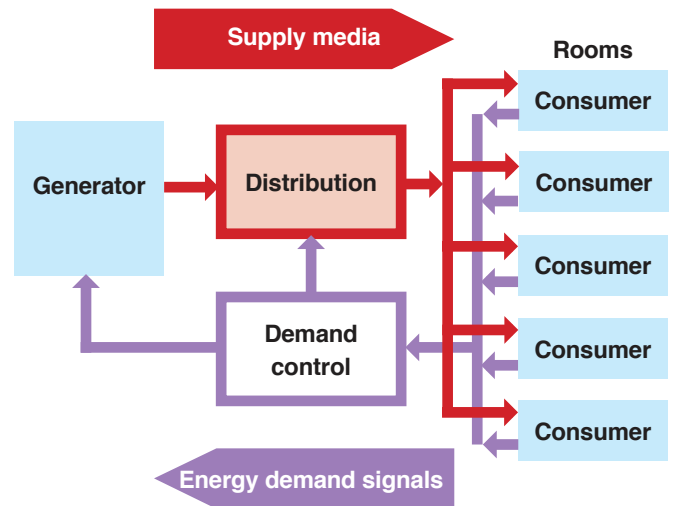 Supply media
Rooms
Consumer
Generator
Distribution
Consumer
Consumer
Demand
control
Consumer
Consumer
Energy demand signals